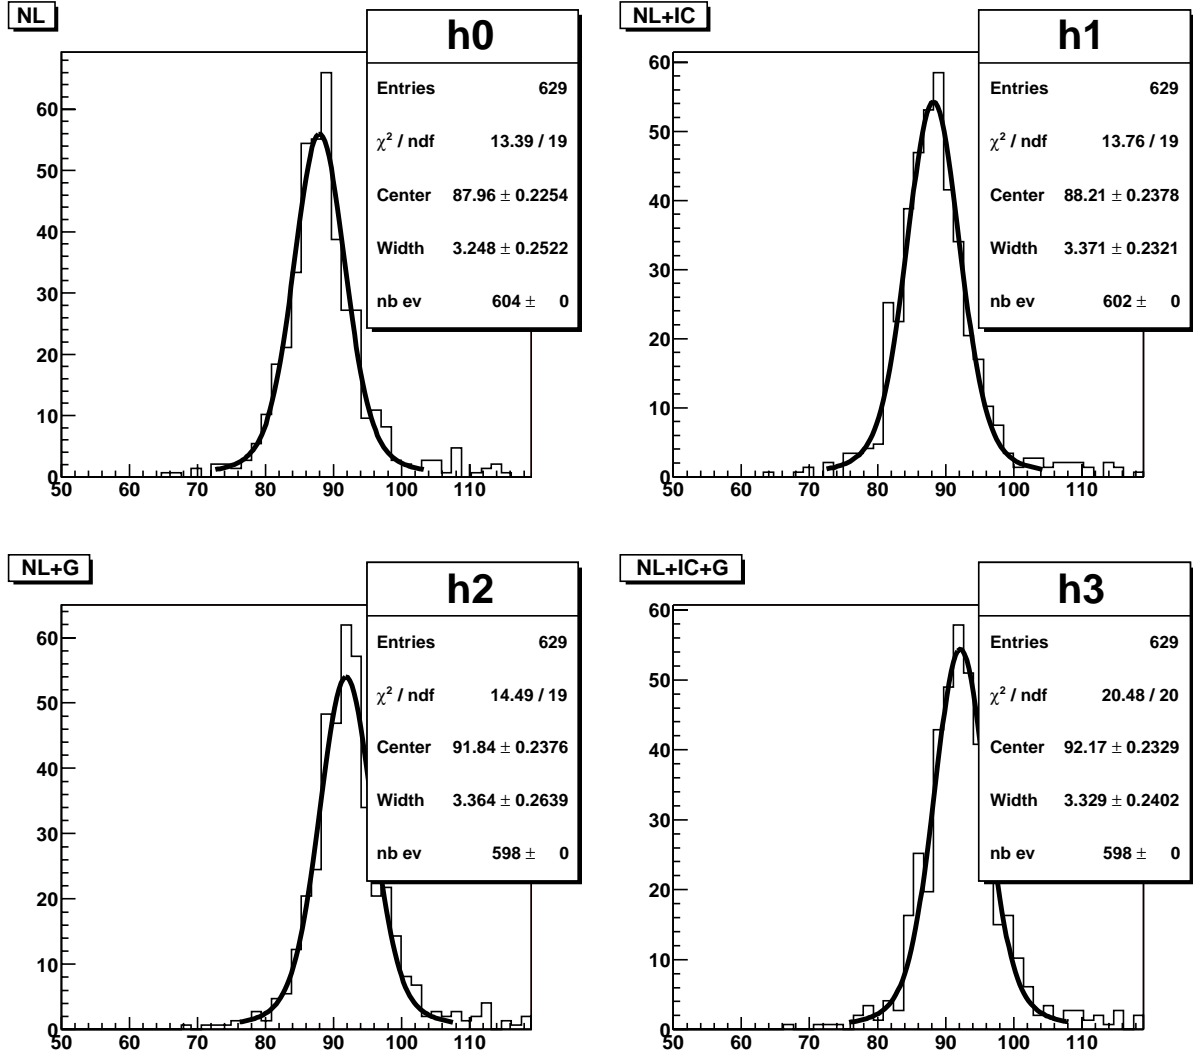 NL
h0
Entries 629
χ² / ndf 13.39 / 19
Center 87.96 ± 0.2254
Width 3.248 ± 0.2522
nb ev 604 ± 0
60
50
40
30
20
10
0
50 60 70 80 90 100 110
NL+IC
h1
Entries 629
χ² / ndf 13.76 / 19
Center 88.21 ± 0.2378
Width 3.371 ± 0.2321
nb ev 602 ± 0
60
50
40
30
20
10
0
50 60 70 80 90 100 110
NL+G
h2
Entries 629
χ² / ndf 14.49 / 19
Center 91.84 ± 0.2376
Width 3.364 ± 0.2639
nb ev 598 ± 0
60
50
40
30
20
10
0
50 60 70 80 90 100 110
NL+IC+G
h3
Entries 629
χ² / ndf 20.48 / 20
Center 92.17 ± 0.2329
Width 3.329 ± 0.2402
nb ev 598 ± 0
60
50
40
30
20
10
0
50 60 70 80 90 100 110